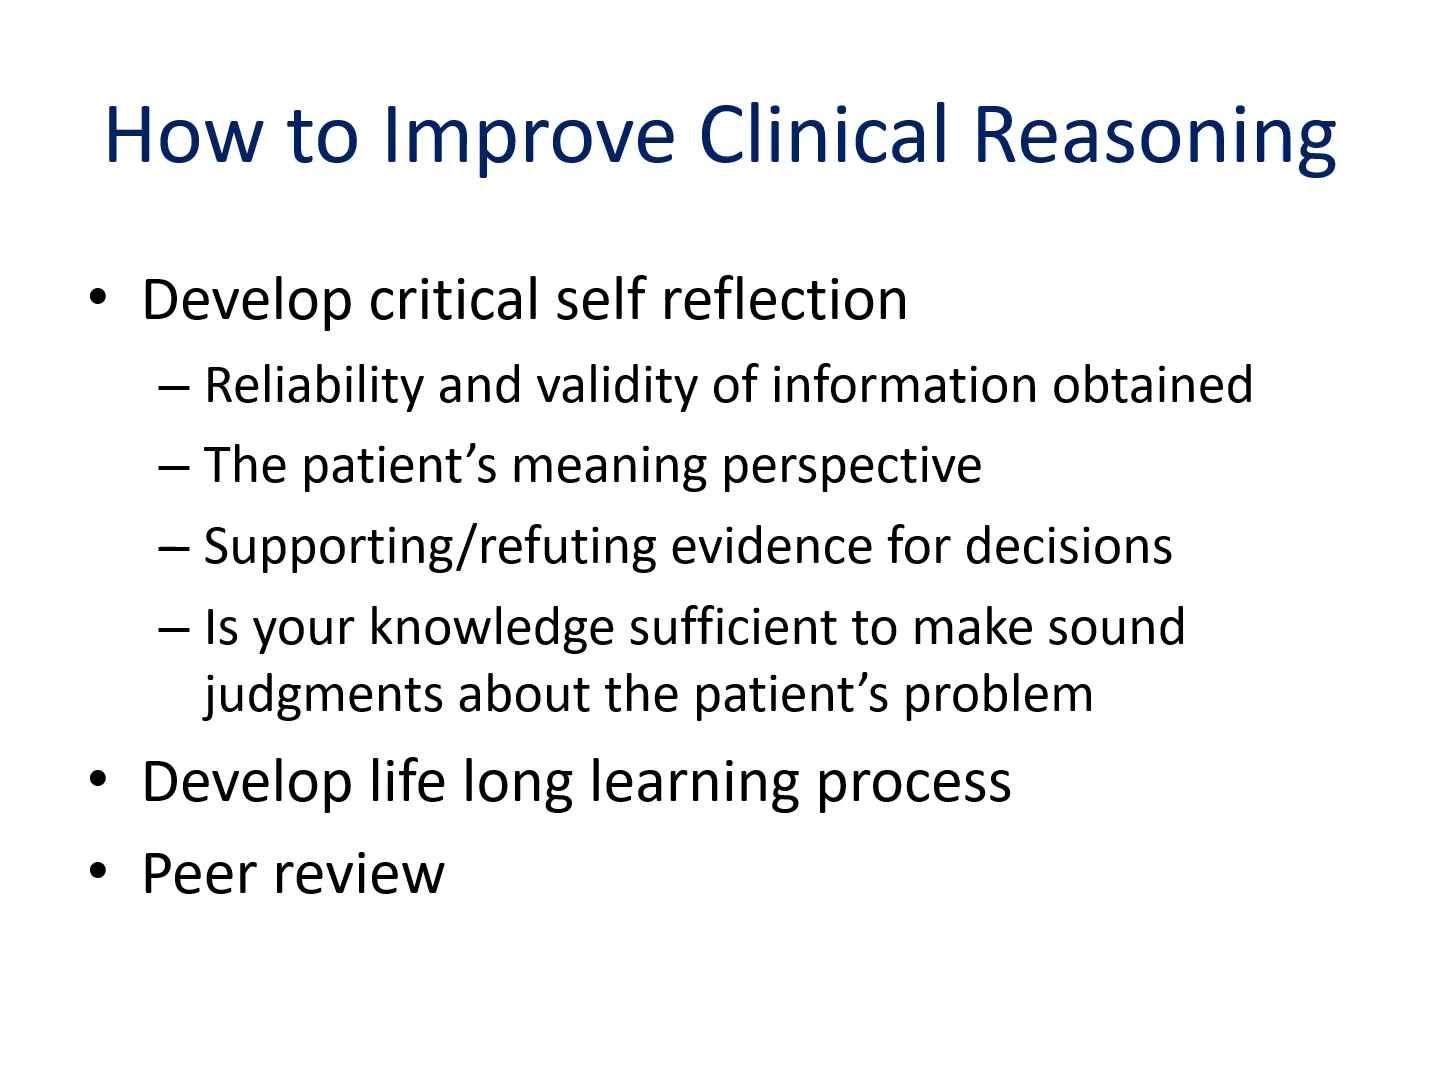 How to Improve Clinical Reasoning
• Develop critical self reflection
– Reliability and validity of information obtained
– The patient’s meaning perspective
– Supporting/refuting evidence for decisions
– Is your knowledge sufficient to make sound
judgments about the patient’s problem
• Develop life long learning process
• Peer review